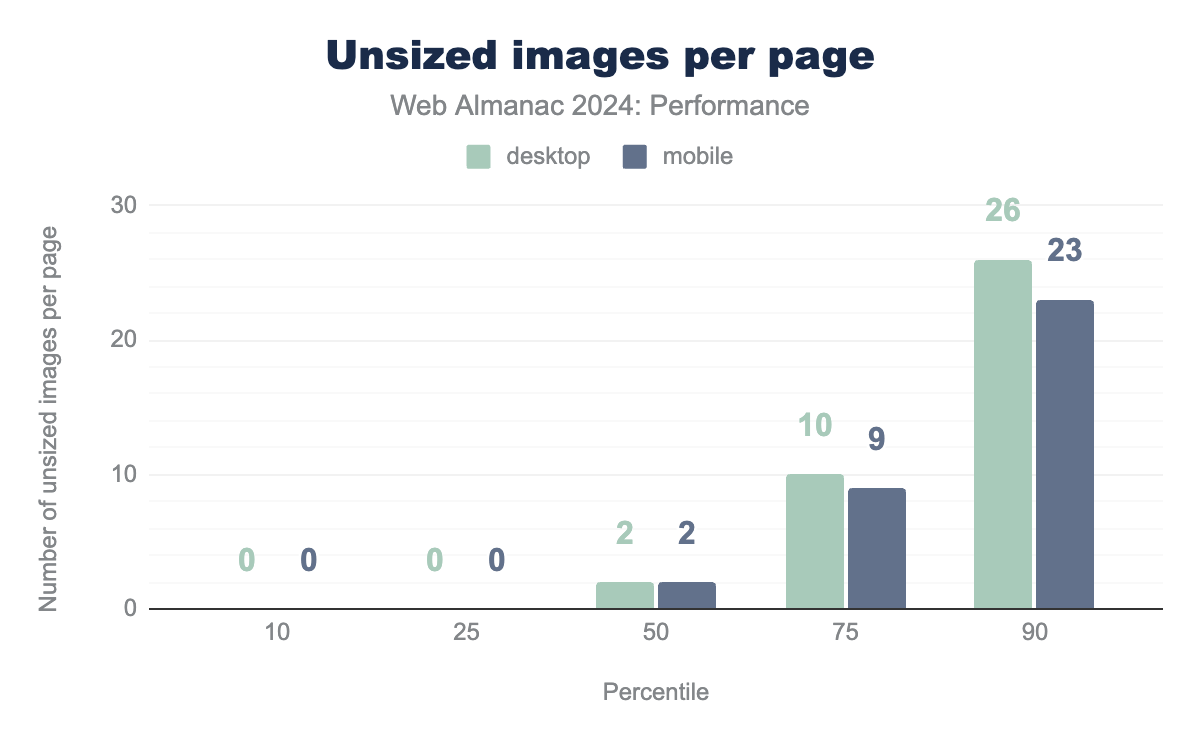 Unsized images per page
Web Almanac 2024: Performance
desktop mobile
Number of unsized images per page
30
20
10
0
0 0 0 0 2 2 10 9 26 23
10 25 50 75 90
Percentile